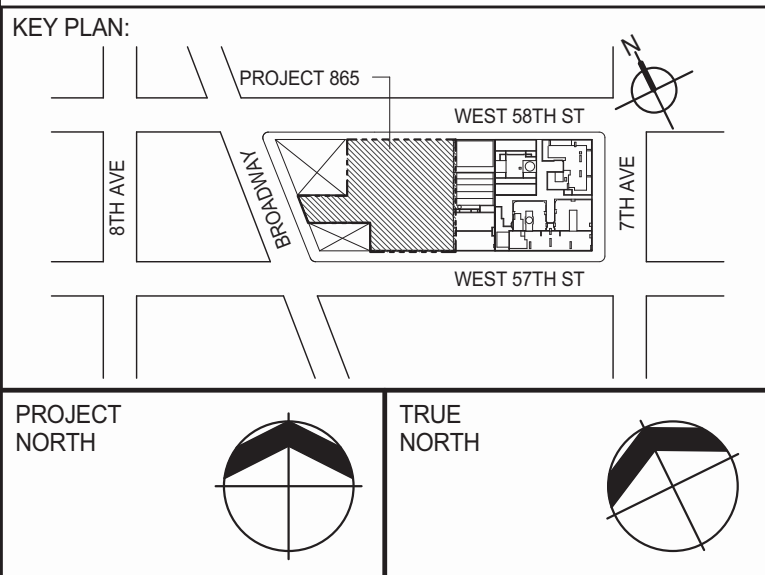 KEY PLAN:
N
PROJECT 865
WEST 58TH ST
8TH AVE
BROADWAY
7TH AVE
WEST 57TH ST
PROJECT
NORTH
TRUE
NORTH